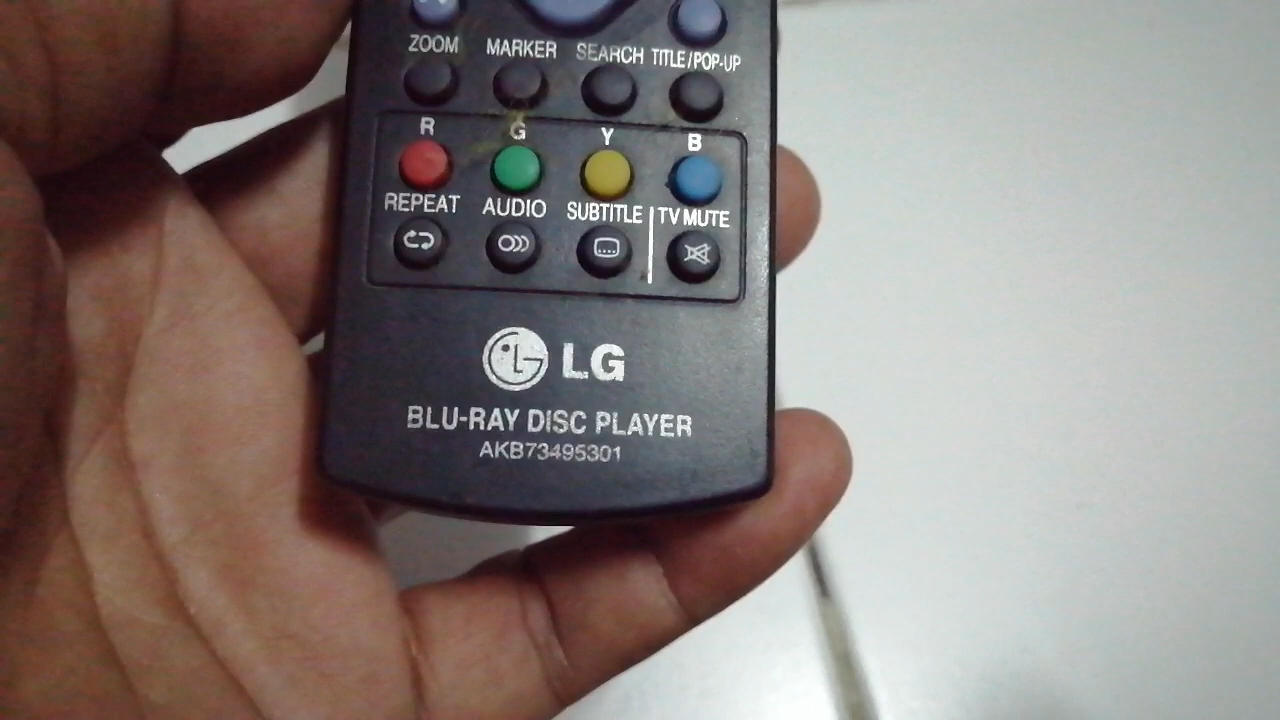 ZOOM MARKER SEARCH TITLE/POP-UP
R G Y B
REPEAT AUDIO SUBTITLE TV MUTE
LG
BLU-RAY DISC PLAYER
AKB73495301